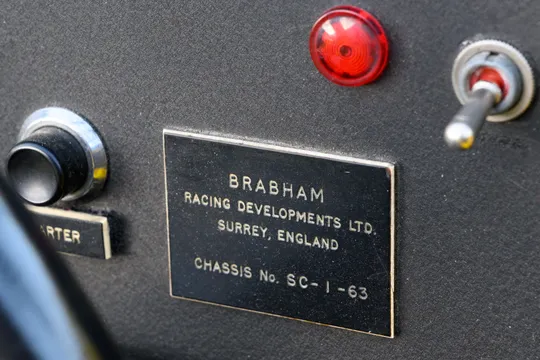 BRABHAM
RACING DEVELOPMENTS LTD.
SURREY, ENGLAND
CHASSIS No. SC-1-63
ARTER